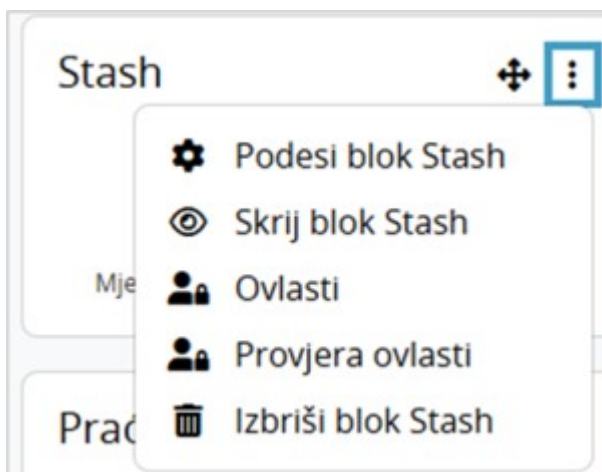 Stash
Podesi blok Stash
Skrij blok Stash
Ovlasti
Provjera ovlasti
Izbriši blok Stash